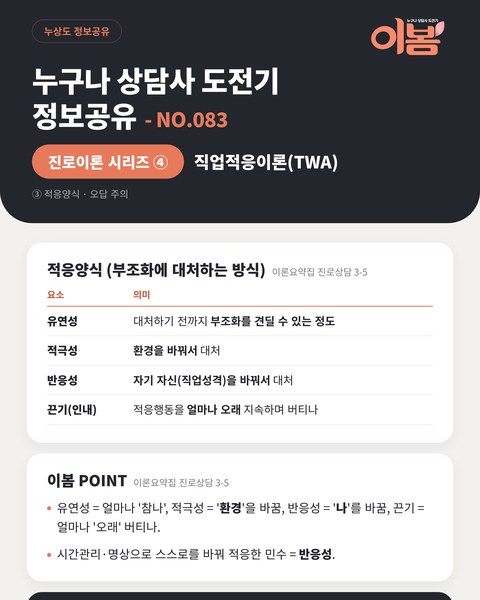 누상도 정보공유
누구나 상담사 도전기
이봄
누구나 상담사 도전기
정보공유 - NO.083
진로이론 시리즈 ④ 직업적응이론(TWA)
③ 적응양식 · 오답 주의
적응양식 (부조화에 대처하는 방식) 이론요약집 진로상담 3-5
요소 의미
유연성 대처하기 전까지 부조화를 견딜 수 있는 정도
적극성 환경을 바꿔서 대처
반응성 자기 자신(직업성격)을 바꿔서 대처
끈기(인내) 적응행동을 얼마나 오래 지속하며 버티나
이봄 POINT 이론요약집 진로상담 3-5
• 유연성 = 얼마나 '참나', 적극성 = '환경'을 바꿈, 반응성 = '나'를 바꿈, 끈기 =
얼마나 '오래' 버티나.
• 시간관리·명상으로 스스로를 바꿔 적응한 민수 = 반응성.